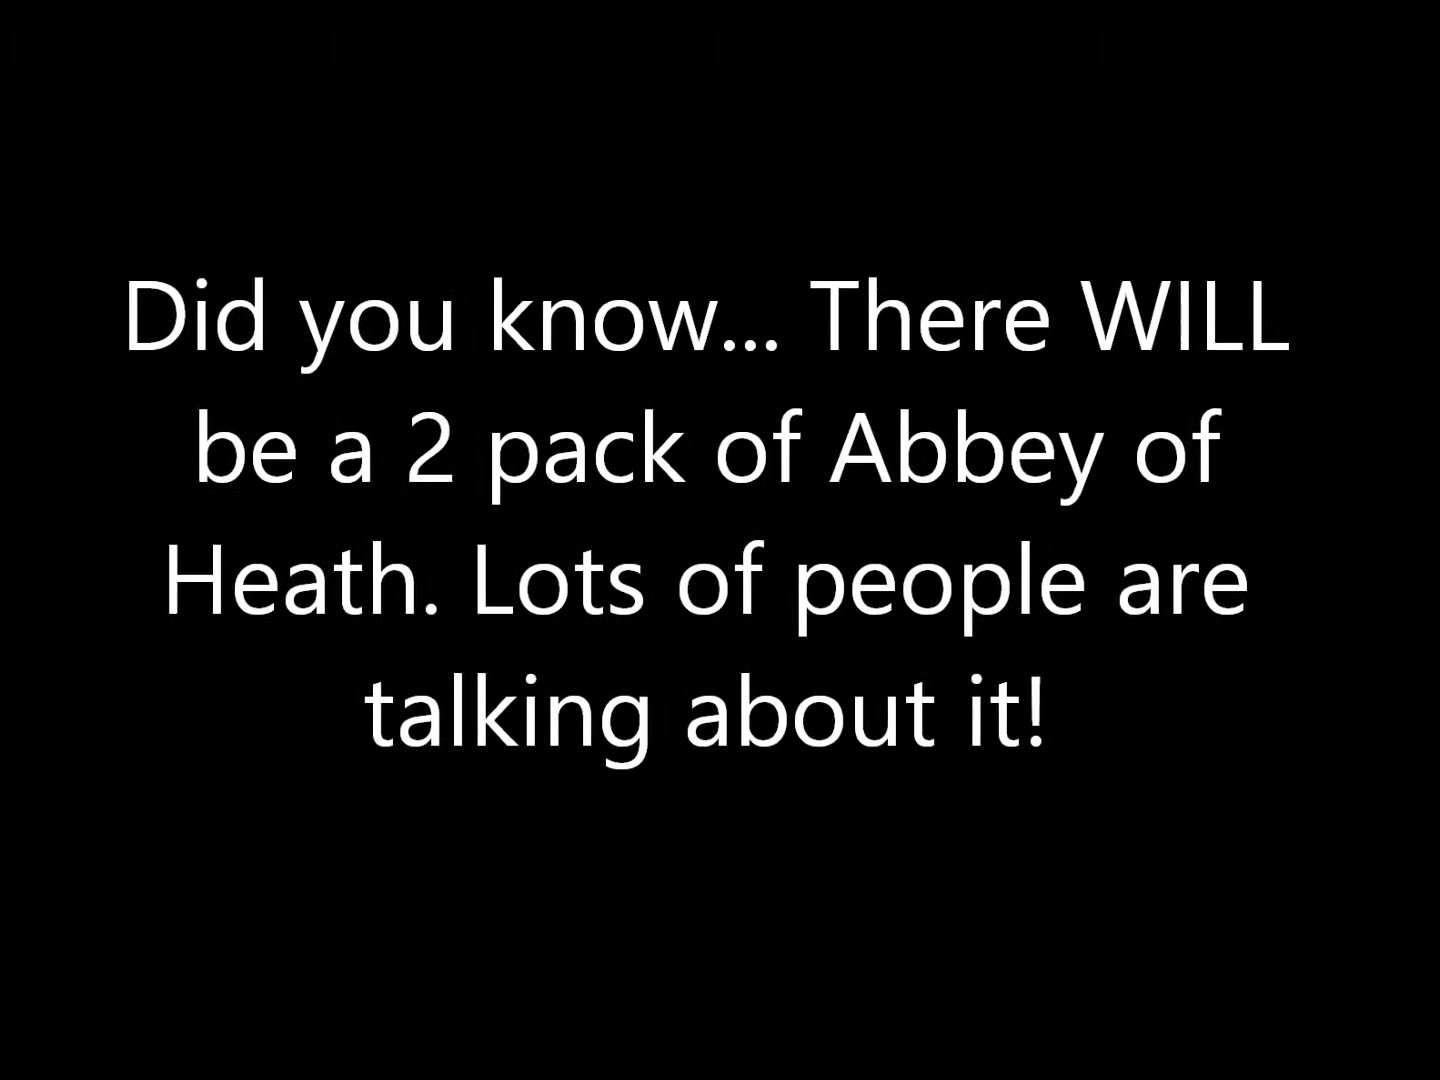 Did you know... There WILL
be a 2 pack of Abbey of
Heath. Lots of people are
talking about it!